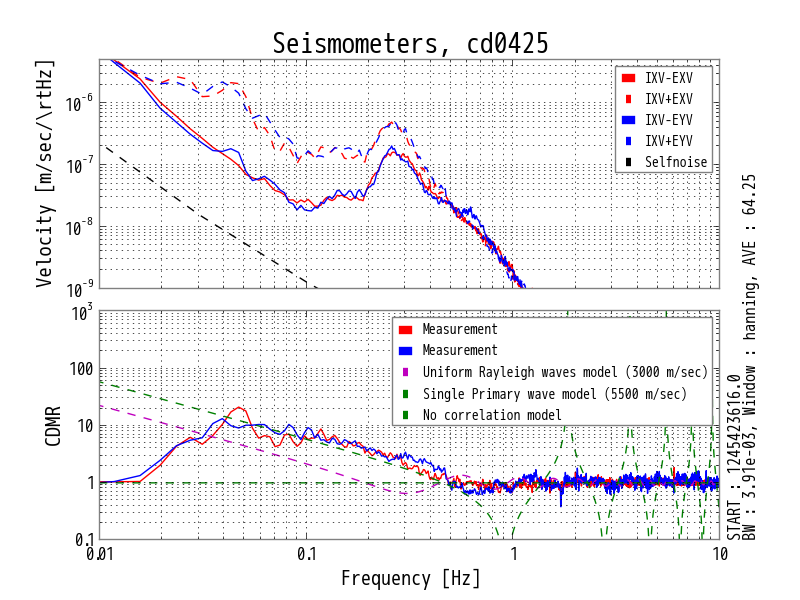 Seismometers, cd0425
Velocity [m/sec/\rtHz]
10^-6
10^-7
10^-8
10^-9
IXV-EXV
IXV+EXV
IXV-EYV
IXV+EYV
Selfnoise
CDMR
10^3
100
10
1
0.1
Measurement
Measurement
Uniform Rayleigh waves model (3000 m/sec)
Single Primary wave model (5500 m/sec)
No correlation model
0.01
0.1
1
10
Frequency [Hz]
START : 1245423616.0
BW : 3.91e-03, Window : hanning, AVE : 64.25